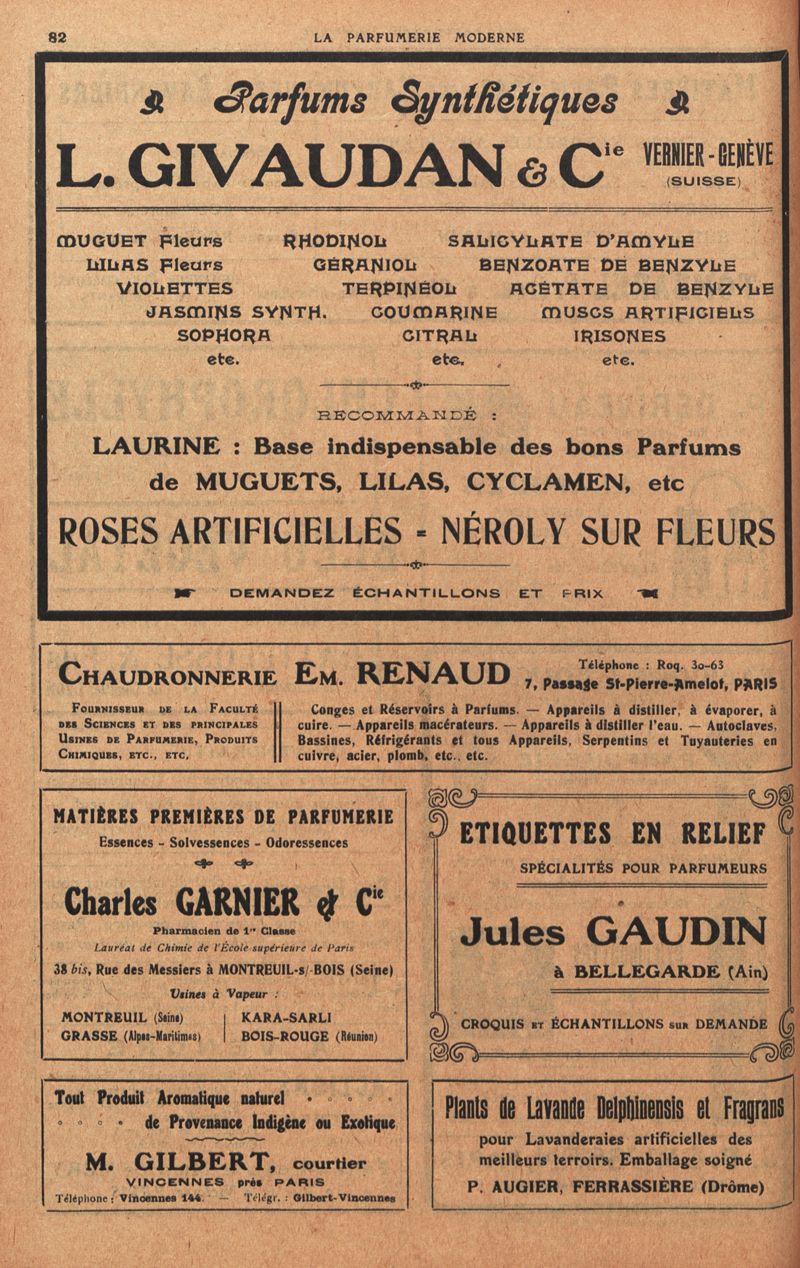 82
LA PARFUMERIE MODERNE
Parfums Synthétiques
L. GIVAUDAN & Cie VERNIER-GENÈVE
(SUISSE)
MUGUET Fleurs RHODINOL SALICYLATE D'AMYLE
LILAS Fleurs GÉRANIOL BENZOATE DE BENZYLE
VIOLETTES TERPINÉOL ACÉTATE DE BENZYLE
JASMINS SYNTH. COUMARINE MUSCS ARTIFICIELS
SOPHORA CITRAL IRISONES
etc. etc. etc.
RECOMMANDÉ :
LAURINE : Base indispensable des bons Parfums
de MUGUETS, LILAS, CYCLAMEN, etc
ROSES ARTIFICIELLES - NÉROLY SUR FLEURS
DEMANDEZ ÉCHANTILLONS ET PRIX
CHAUDRONNERIE EM. RENAUD
Téléphone : Roq. 30-63
7, Passage St-Pierre-Amelot, PARIS
FOURNISSEUR DE LA FACULTÉ
DES SCIENCES ET DES PRINCIPALES
USINES DE PARFUMERIE, PRODUITS
CHIMIQUES, ETC., ETC.
Conges et Réservoirs à Parfums. — Appareils à distiller, à évaporer, à
cuire. — Appareils macérateurs. — Appareils à distiller l'eau. — Autoclaves,
Bassines, Réfrigérants et tous Appareils, Serpentins et Tuyauteries en
cuivre, acier, plomb, etc., etc.
MATIÈRES PREMIÈRES DE PARFUMERIE
Essences - Solvessences - Odoressences
Charles GARNIER & Cie
Pharmacien de 1re Classe
Lauréat de Chimie de l'École supérieure de Paris
38 bis, Rue des Messiers à MONTREUIL-s/-BOIS (Seine)
Usines à Vapeur :
MONTREUIL (Seine) KARA-SARLI
GRASSE (Alpes-Maritimes) BOIS-ROUGE (Réunion)
ETIQUETTES EN RELIEF
SPÉCIALITÉS POUR PARFUMEURS
Jules GAUDIN
à BELLEGARDE (Ain)
CROQUIS ET ÉCHANTILLONS SUR DEMANDE
Tout Produit Aromatique naturel
de Provenance Indigène ou Exotique
M. GILBERT, courtier
VINCENNES près PARIS
Téléphone : Vincennes 144. — Télégr. : Gilbert-Vincennes
Plants de Lavande Delphinensis et Fragrans
pour Lavanderaies artificielles des
meilleurs terroirs. Emballage soigné
P. AUGIER, FERRASSIÈRE (Drôme)